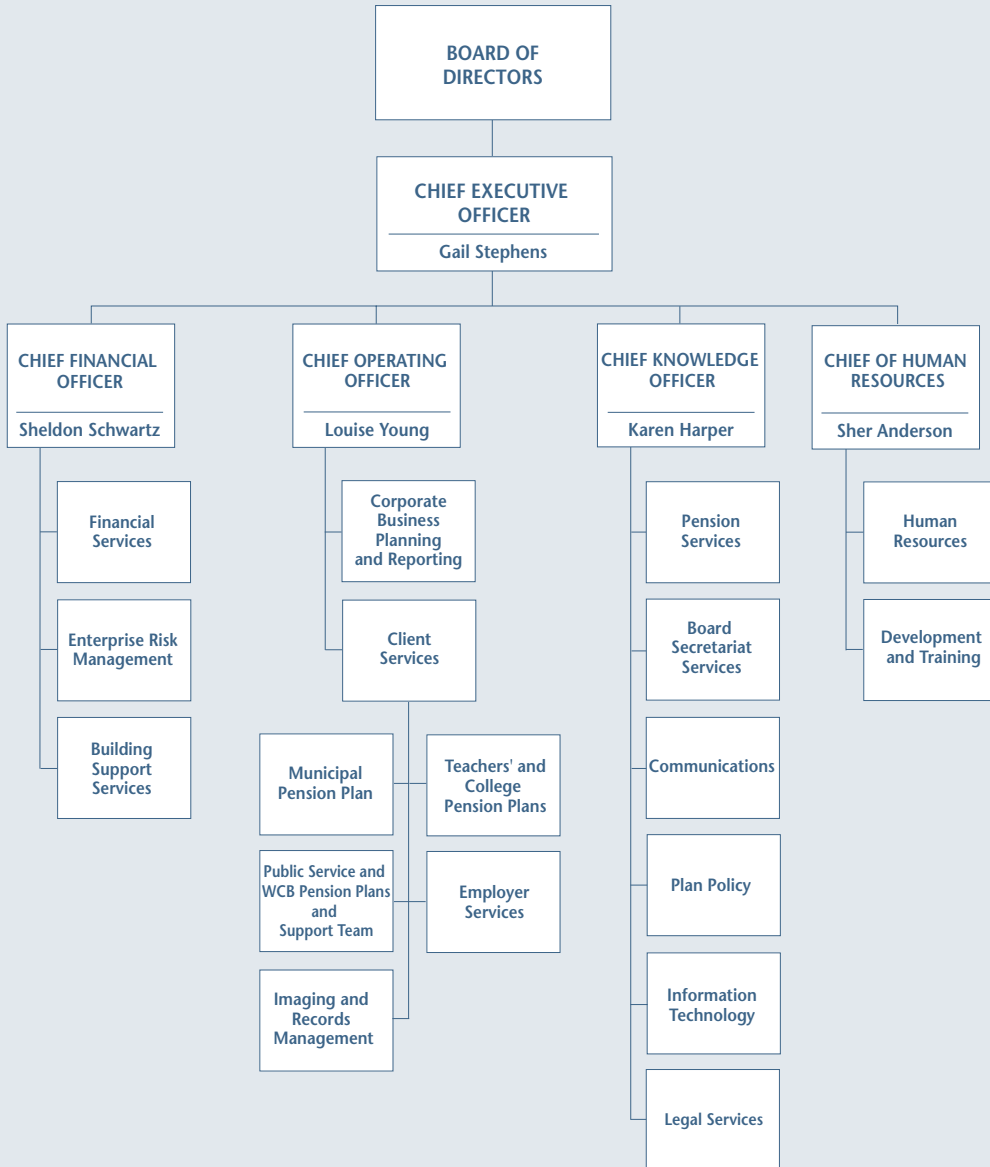 BOARD OF
DIRECTORS
CHIEF EXECUTIVE
OFFICER
Gail Stephens
CHIEF FINANCIAL
OFFICER
Sheldon Schwartz
Financial
Services
Enterprise Risk
Management
Building
Support
Services
CHIEF OPERATING
OFFICER
Louise Young
Corporate
Business
Planning
and Reporting
Client
Services
Municipal
Pension Plan
Teachers' and
College
Pension Plans
Public Service and
WCB Pension Plans
and
Support Team
Employer
Services
Imaging and
Records
Management
CHIEF KNOWLEDGE
OFFICER
Karen Harper
Pension
Services
Board
Secretariat
Services
Communications
Plan Policy
Information
Technology
Legal Services
CHIEF OF HUMAN
RESOURCES
Sher Anderson
Human
Resources
Development
and Training